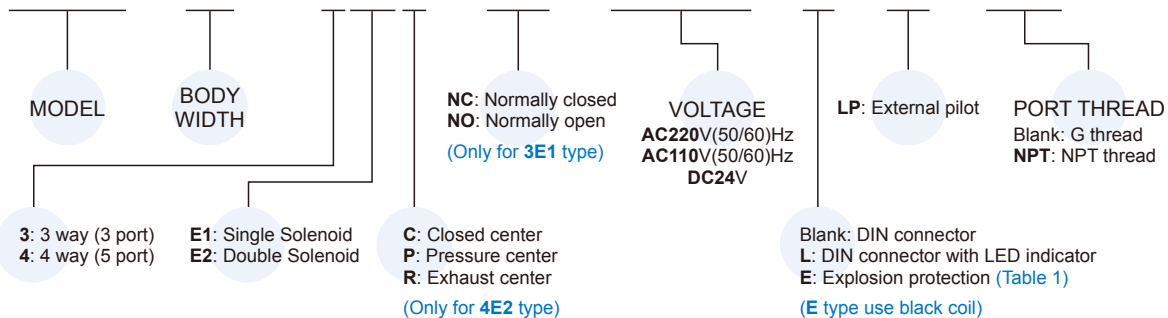 MODEL
BODY
WIDTH
NC: Normally closed
NO: Normally open
(Only for 3E1 type)
VOLTAGE
AC220V(50/60)Hz
AC110V(50/60)Hz
DC24V
LP: External pilot
PORT THREAD
Blank: G thread
NPT: NPT thread
3: 3 way (3 port)
4: 4 way (5 port)
E1: Single Solenoid
E2: Double Solenoid
C: Closed center
P: Pressure center
R: Exhaust center
(Only for 4E2 type)
Blank: DIN connector
L: DIN connector with LED indicator
E: Explosion protection (Table 1)
(E type use black coil)